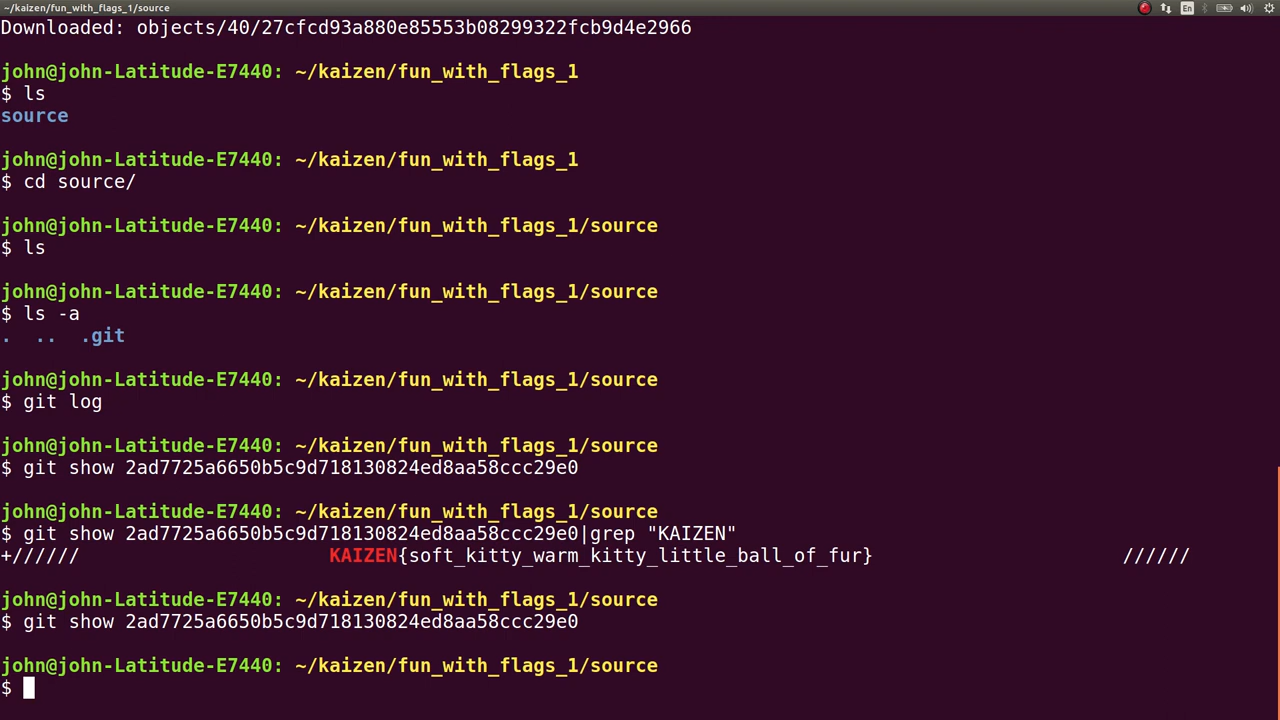 ~/kaizen/fun_with_flags_1/source
En
Downloaded: objects/40/27cfcd93a880e85553b08299322fcb9d4e2966
john@john-Latitude-E7440: ~/kaizen/fun_with_flags_1
$ ls
source
john@john-Latitude-E7440: ~/kaizen/fun_with_flags_1
$ cd source/
john@john-Latitude-E7440: ~/kaizen/fun_with_flags_1/source
$ ls
john@john-Latitude-E7440: ~/kaizen/fun_with_flags_1/source
$ ls -a
.  ..  .git
john@john-Latitude-E7440: ~/kaizen/fun_with_flags_1/source
$ git log
john@john-Latitude-E7440: ~/kaizen/fun_with_flags_1/source
$ git show 2ad7725a6650b5c9d718130824ed8aa58ccc29e0
john@john-Latitude-E7440: ~/kaizen/fun_with_flags_1/source
$ git show 2ad7725a6650b5c9d718130824ed8aa58ccc29e0|grep "KAIZEN"
+////// KAIZEN{soft_kitty_warm_kitty_little_ball_of_fur} //////
john@john-Latitude-E7440: ~/kaizen/fun_with_flags_1/source
$ git show 2ad7725a6650b5c9d718130824ed8aa58ccc29e0
john@john-Latitude-E7440: ~/kaizen/fun_with_flags_1/source
$